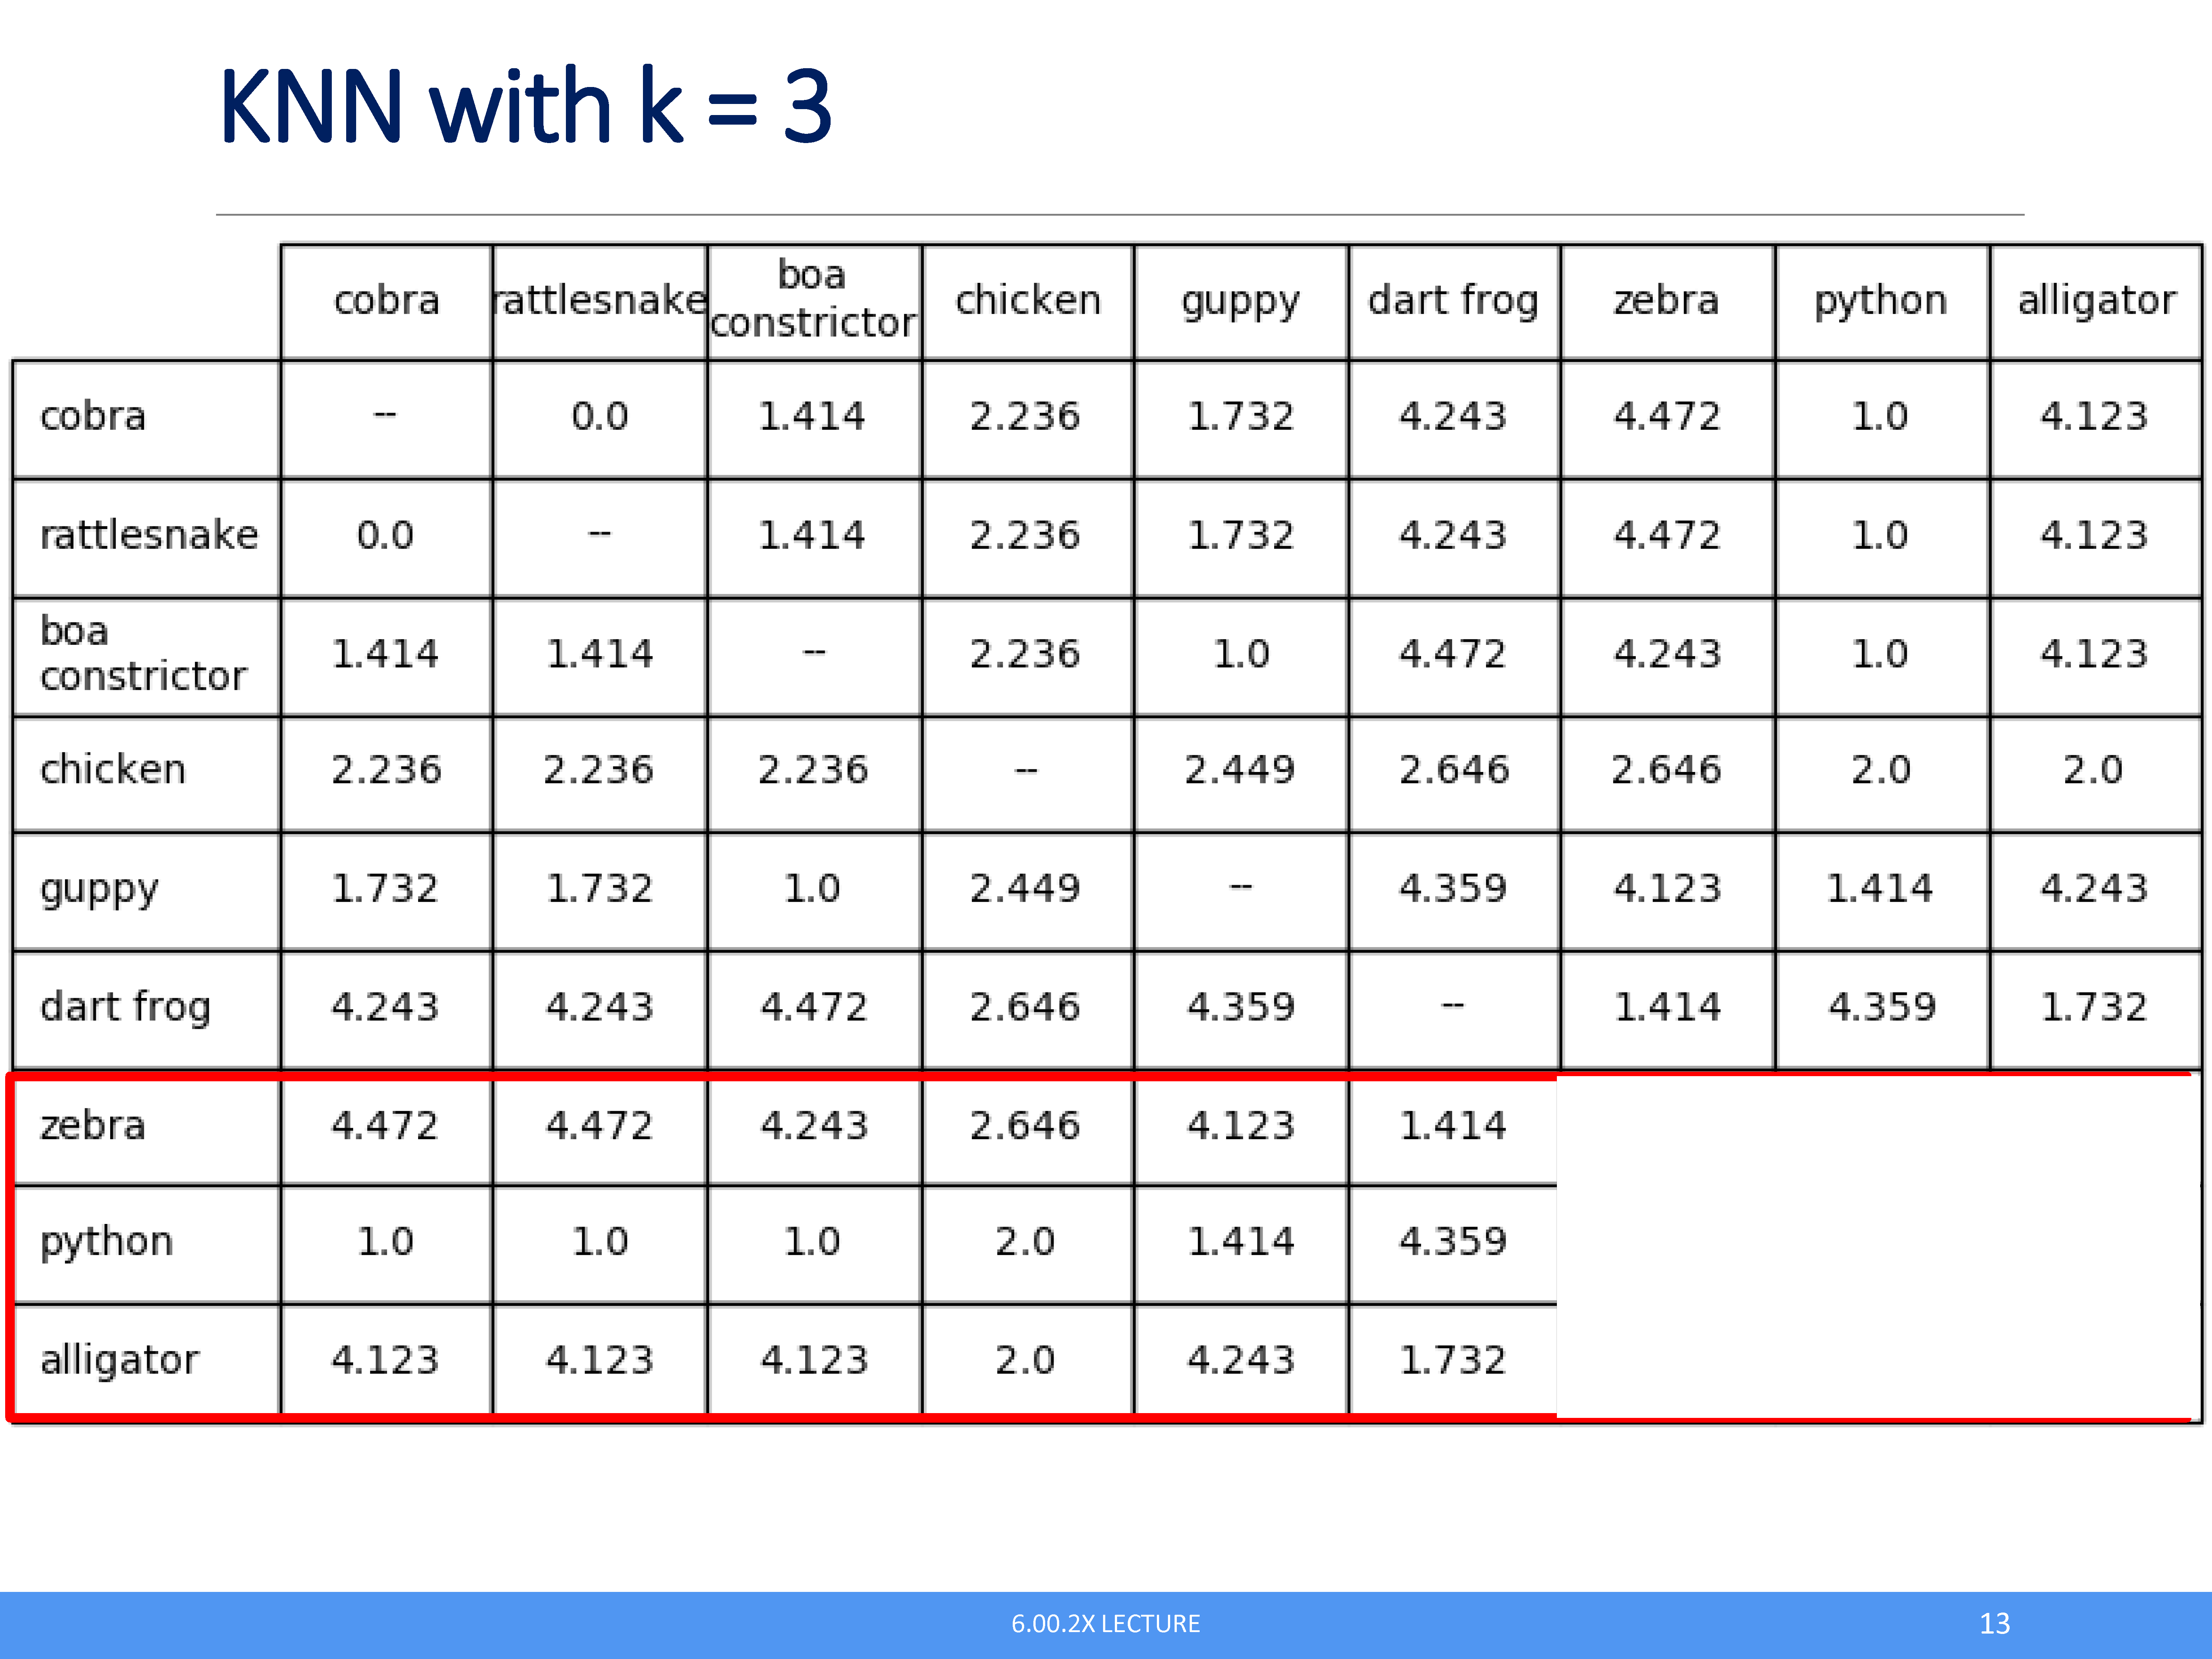 KNN with k = 3
cobra rattlesnake boa constrictor chicken guppy dart frog zebra python alligator
cobra -- 0.0 1.414 2.236 1.732 4.243 4.472 1.0 4.123
rattlesnake 0.0 -- 1.414 2.236 1.732 4.243 4.472 1.0 4.123
boa constrictor 1.414 1.414 -- 2.236 1.0 4.472 4.243 1.0 4.123
chicken 2.236 2.236 2.236 -- 2.449 2.646 2.646 2.0 2.0
guppy 1.732 1.732 1.0 2.449 -- 4.359 4.123 1.414 4.243
dart frog 4.243 4.243 4.472 2.646 4.359 -- 1.414 4.359 1.732
zebra 4.472 4.472 4.243 2.646 4.123 1.414
python 1.0 1.0 1.0 2.0 1.414 4.359
alligator 4.123 4.123 4.123 2.0 4.243 1.732
6.00.2X LECTURE 13